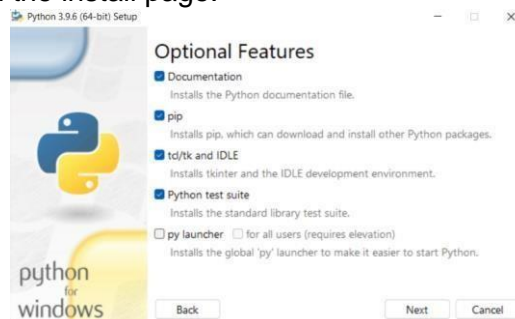 the install page.
Python 3.9.6 (64-bit) Setup
Optional Features
Documentation
Installs the Python documentation file.
pip
Installs pip, which can download and install other Python packages.
tcl/tk and IDLE
Installs tkinter and the IDLE development environment.
Python test suite
Installs the standard library test suite.
py launcher for all users (requires elevation)
Installs the global 'py' launcher to make it easier to start Python.
python
for
windows
Back Next Cancel